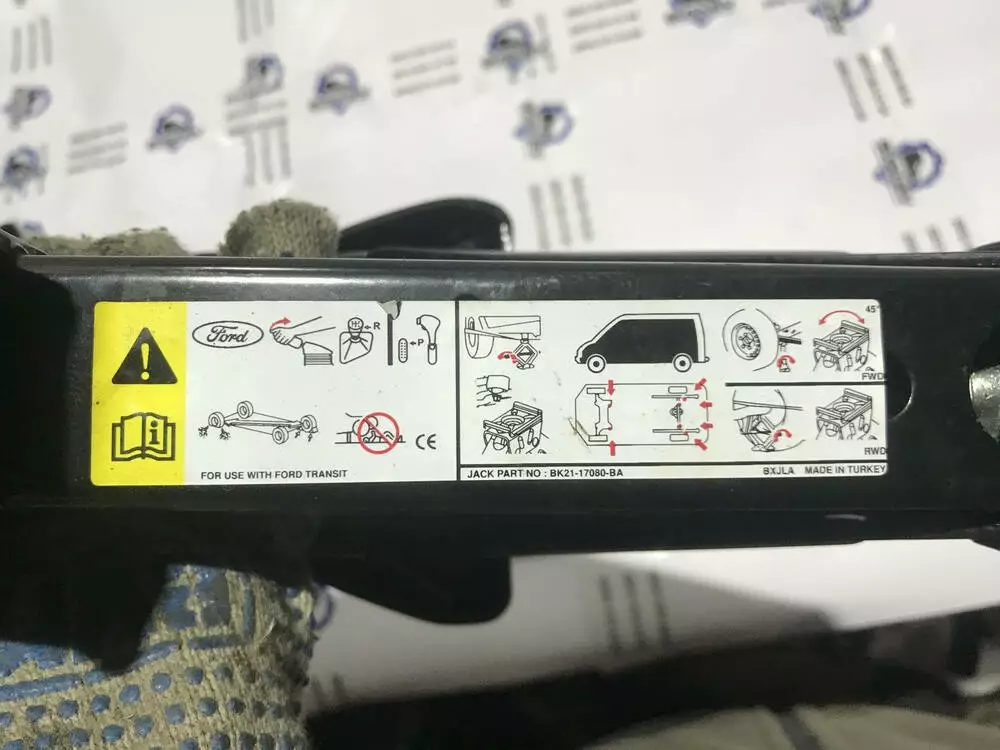 Ford
R
P
CE
FOR USE WITH FORD TRANSIT
45°
FWD
RWD
JACK PART NO : BK21-17080-BA
BXJLA MADE IN TURKEY